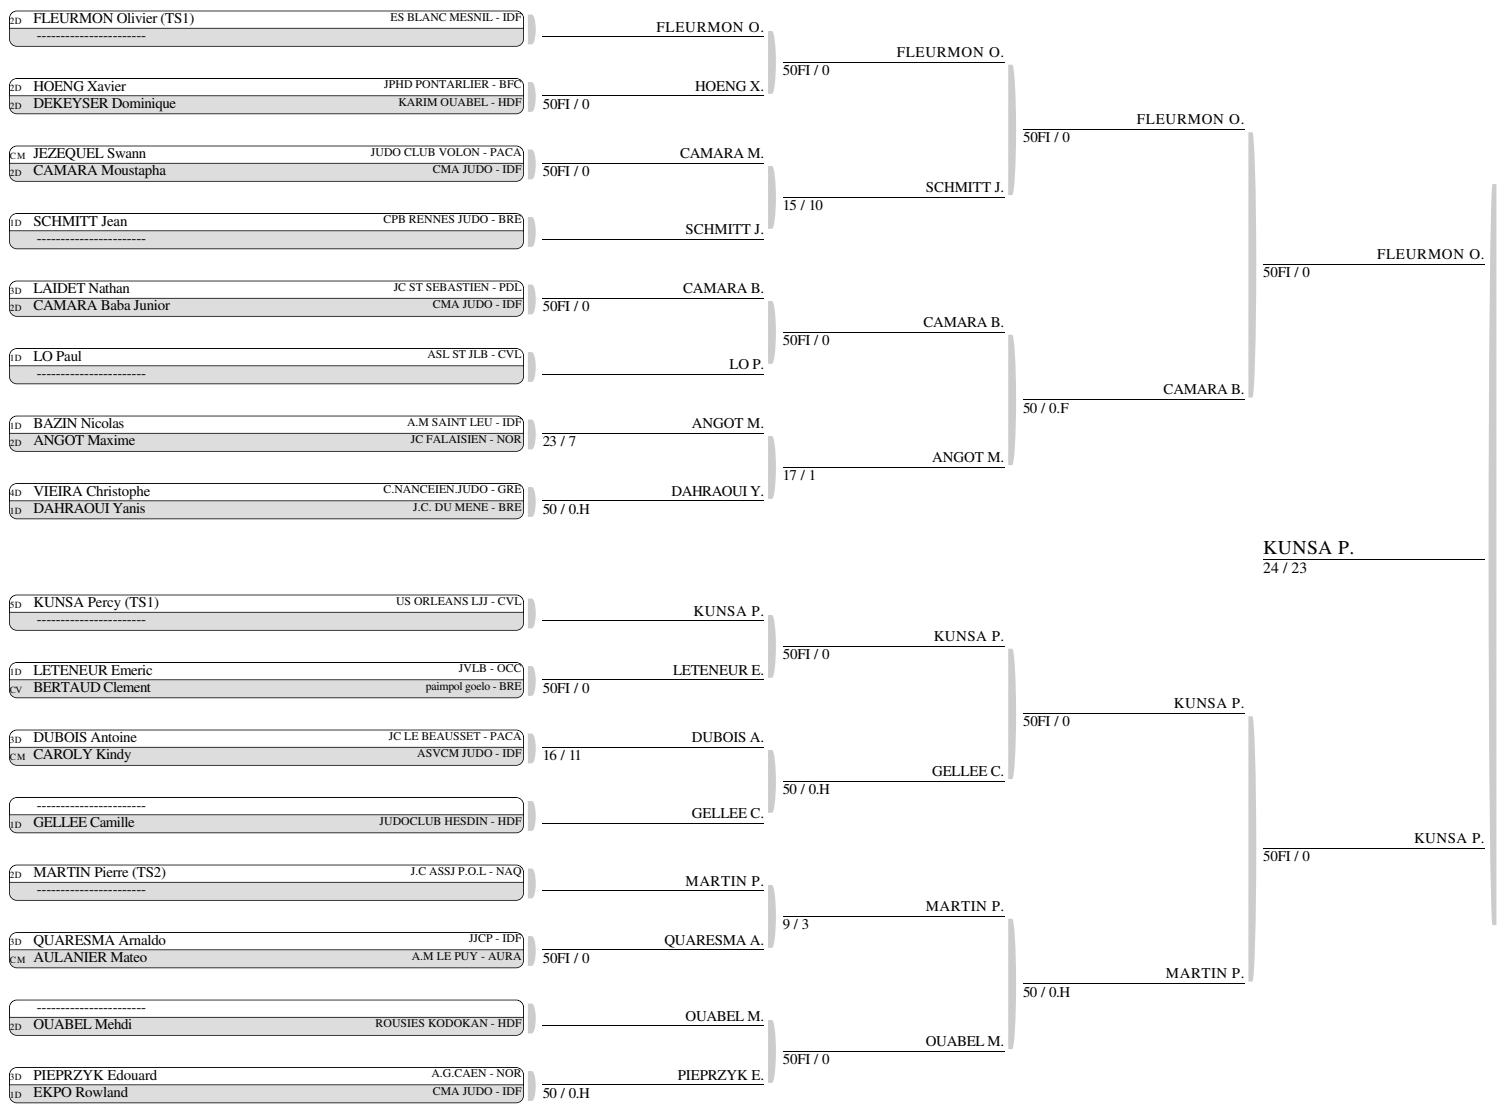 2D FLEURMON Olivier (TS1) ES BLANC MESNIL - IDF
-----------------------
2D HOENG Xavier JPHD PONTARLIER - BFC
2D DEKEYSER Dominique KARIM OUABEL - HDF
CM JEZEQUEL Swann JUDO CLUB VOLON - PACA
2D CAMARA Moustapha CMA JUDO - IDF
1D SCHMITT Jean CPB RENNES JUDO - BRE
-----------------------
3D LAIDET Nathan JC ST SEBASTIEN - PDL
2D CAMARA Baba Junior CMA JUDO - IDF
1D LO Paul ASL ST JLB - CVL
-----------------------
1D BAZIN Nicolas A.M SAINT LEU - IDF
2D ANGOT Maxime JC FALAISIEN - NOR
4D VIEIRA Christophe C.NANCEIEN.JUDO - GRE
1D DAHRAOUI Yanis J.C. DU MENE - BRE
5D KUNSA Percy (TS1) US ORLEANS LJJ - CVL
-----------------------
1D LETENEUR Emeric JVLB - OCC
CV BERTAUD Clement paimpol goelo - BRE
3D DUBOIS Antoine JC LE BEAUSSET - PACA
CM CAROLY Kindy ASVCM JUDO - IDF
-----------------------
1D GELLEE Camille JUDOCLUB HESDIN - HDF
2D MARTIN Pierre (TS2) J.C ASSJ P.O.L - NAQ
-----------------------
3D QUARESMA Arnaldo JJCP - IDF
CM AULANIER Mateo A.M LE PUY - AURA
-----------------------
2D OUABEL Mehdi ROUSIES KODOKAN - HDF
3D PIEPRZYK Edouard A.G.CAEN - NOR
1D EKPO Rowland CMA JUDO - IDF
FLEURMON O.
HOENG X.
50FI / 0
CAMARA M.
50FI / 0
SCHMITT J.
CAMARA B.
50FI / 0
LO P.
ANGOT M.
23 / 7
DAHRAOUI Y.
50 / 0.H
KUNSA P.
LETENEUR E.
50FI / 0
DUBOIS A.
16 / 11
GELLEE C.
MARTIN P.
QUARESMA A.
50FI / 0
OUABEL M.
PIEPRZYK E.
50 / 0.H
FLEURMON O.
50FI / 0
SCHMITT J.
15 / 10
CAMARA B.
50FI / 0
ANGOT M.
17 / 1
KUNSA P.
50FI / 0
GELLEE C.
50 / 0.H
MARTIN P.
9 / 3
OUABEL M.
50FI / 0
FLEURMON O.
50FI / 0
CAMARA B.
50 / 0.F
KUNSA P.
50FI / 0
MARTIN P.
50 / 0.H
FLEURMON O.
50FI / 0
KUNSA P.
24 / 23
KUNSA P.
50FI / 0